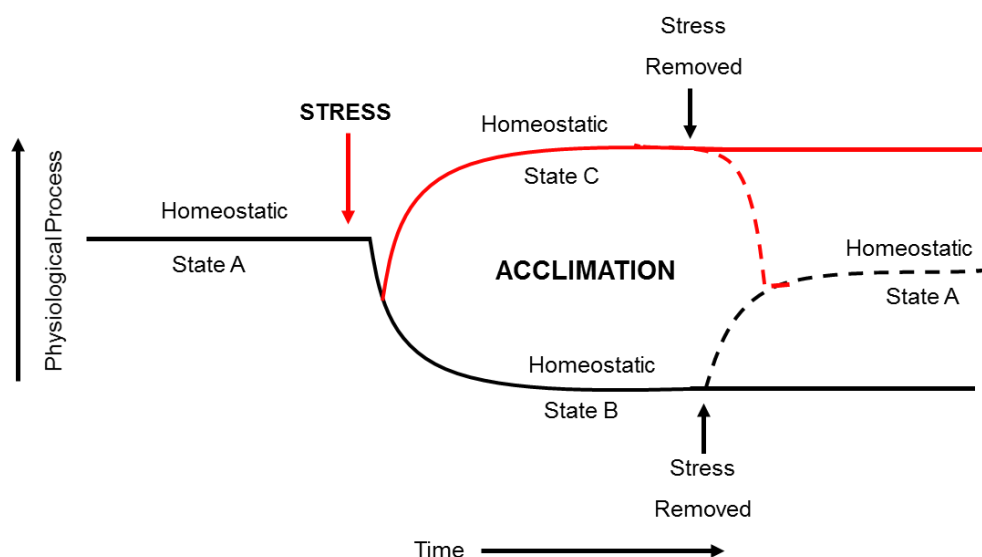 Stress
Removed
STRESS
Homeostatic
State C
Physiological Process
Homeostatic
State A
Homeostatic
State A
ACCLIMATION
Homeostatic
State B
Stress
Removed
Time